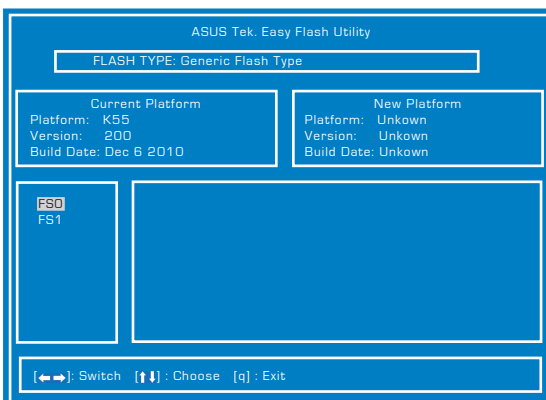 ASUS Tek. Easy Flash Utility
FLASH TYPE: Generic Flash Type
Current Platform
Platform: K55
Version: 200
Build Date: Dec 6 2010
New Platform
Platform: Unkown
Version: Unkown
Build Date: Unkown
FS0
FS1
[←→]: Switch [↑↓] : Choose [q] : Exit